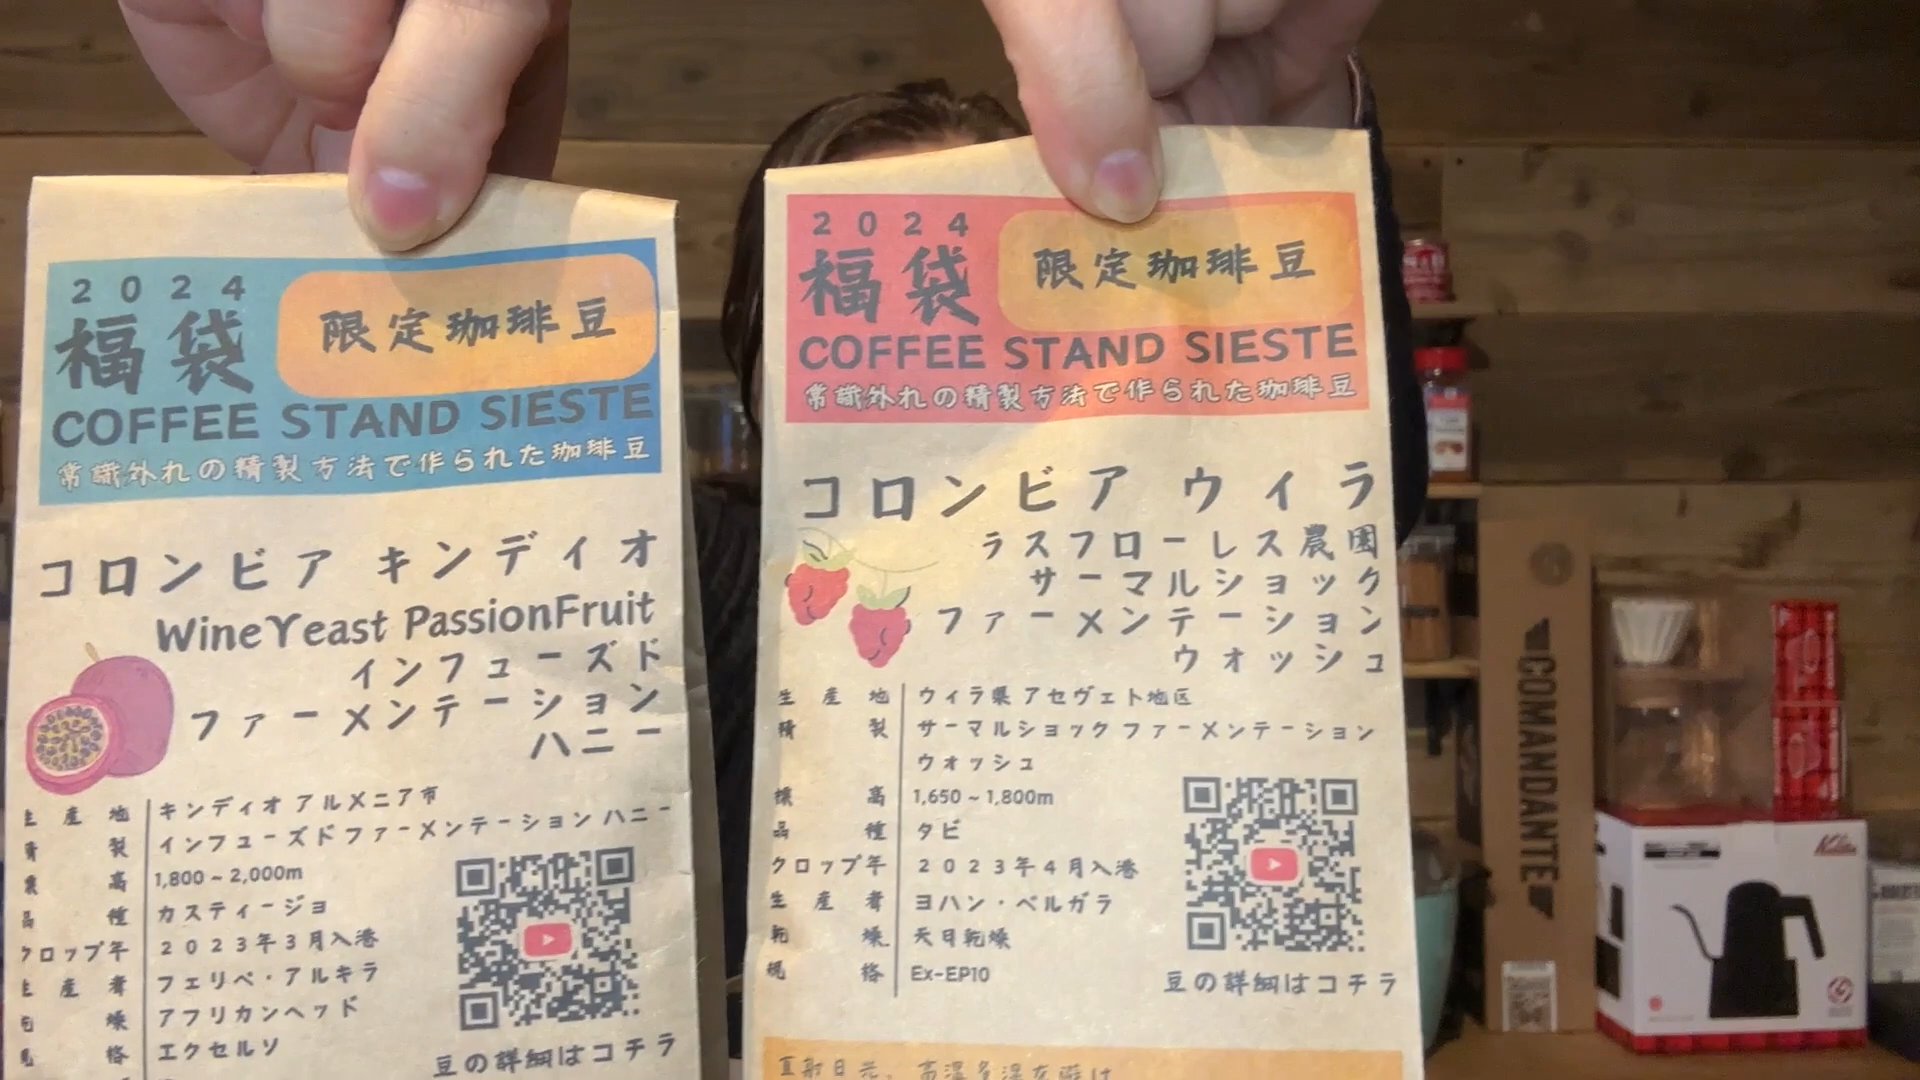 2024
福袋
限定珈琲豆
COFFEE STAND SIESTE
常識外れの精製方法で作られた珈琲豆
コロンビア キンディオ
WineYeast PassionFruit
インフューズド
ファーメンテーション
ハニー
生産地 キンディオ アルメニア市
精製 インフューズドファーメンテーション ハニー
標高 1,800~2,000m
品種 カスティージョ
クロップ年 2023年3月入港
生産者 フェリペ・アルキラ
乾燥 アフリカンヘッド
規格 エクセルソ
豆の詳細はコチラ
2024
福袋
限定珈琲豆
COFFEE STAND SIESTE
常識外れの精製方法で作られた珈琲豆
コロンビア ウィラ
ラスフローレス農園
サーマルショック
ファーメンテーション
ウォッシュ
生産地 ウィラ県 アセヴェト地区
精製 サーマルショック ファーメンテーション
ウォッシュ
標高 1,650~1,800m
品種 タビ
クロップ年 2023年4月入港
生産者 ヨハン・ベルガラ
乾燥 天日乾燥
規格 Ex-EP10
豆の詳細はコチラ
直射日光、高温多湿を避け
COMANDANTE
Kalita